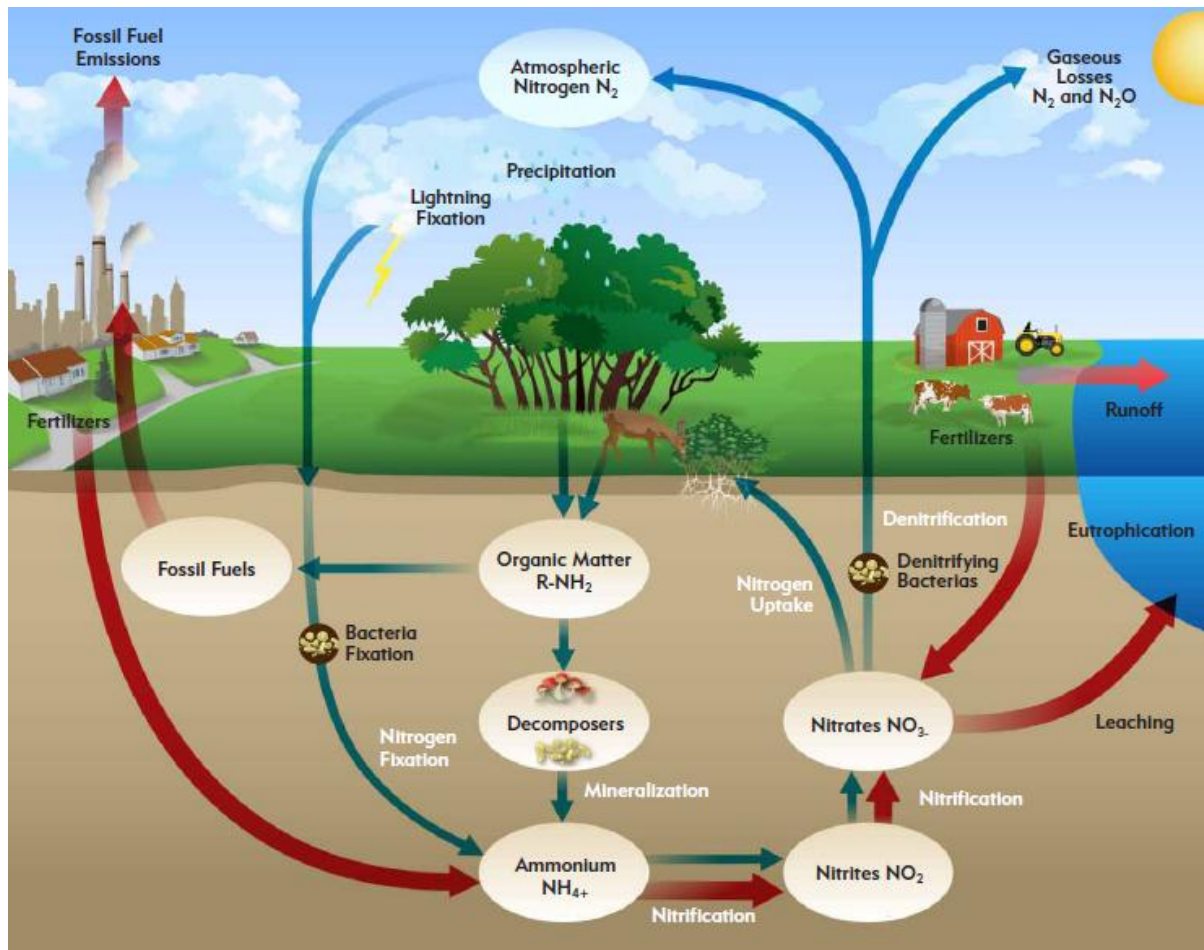 Fossil Fuel
Emissions
Atmospheric
Nitrogen N₂
Gaseous
Losses
N₂ and N₂O
Precipitation
Lightning
Fixation
Fertilizers
Fertilizers
Runoff
Eutrophication
Denitrification
Denitrifying
Bacterias
Nitrogen
Uptake
Fossil Fuels
Organic Matter
R-NH₂
Bacteria
Fixation
Decomposers
Nitrogen
Fixation
Mineralization
Nitrates NO₃-
Leaching
Nitrification
Ammonium
NH₄+
Nitrites NO₂
Nitrification